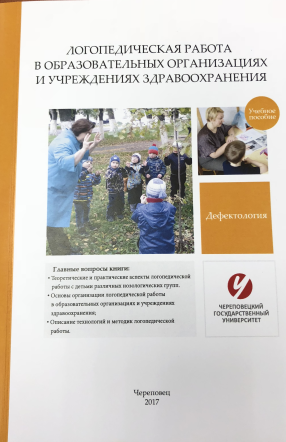 ЛОГОПЕДИЧЕСКАЯ РАБОТА
В ОБРАЗОВАТЕЛЬНЫХ ОРГАНИЗАЦИЯХ
И УЧРЕЖДЕНИЯХ ЗДРАВООХРАНЕНИЯ
Учебное
пособие
Дефектология
Главные вопросы книги:
• Теоретические и практические аспекты логопедической
работы с детьми различных нозологических групп.
• Основы организации логопедической работы
в образовательных организациях и учреждениях
здравоохранения;
• Описание технологий и методик логопедической
работы.
ЧЕРЕПОВЕЦКИЙ
ГОСУДАРСТВЕННЫЙ
УНИВЕРСИТЕТ
Череповец
2017